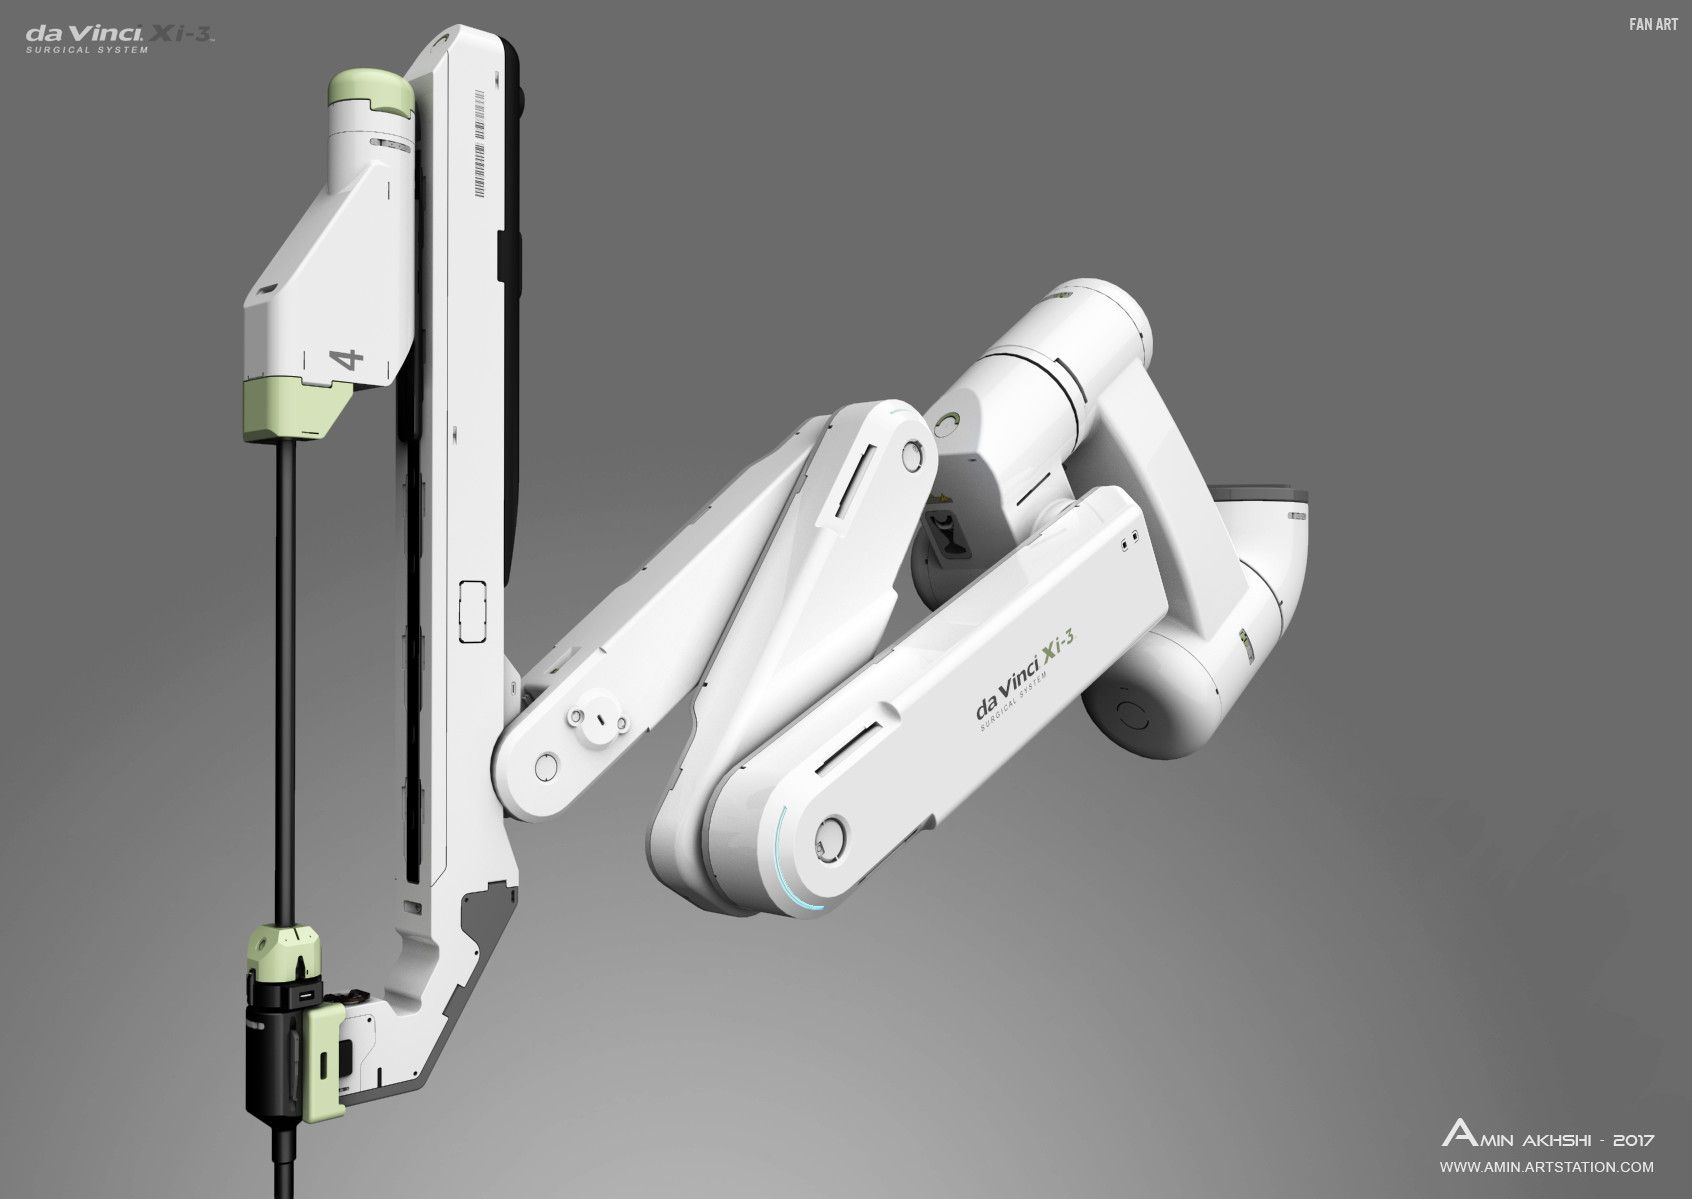 da Vinci. Xi-3™
SURGICAL SYSTEM
FAN ART
4
da Vinci Xi-3
SURGICAL SYSTEM
AMIN AKHSHI - 2017
WWW.AMIN.ARTSTATION.COM